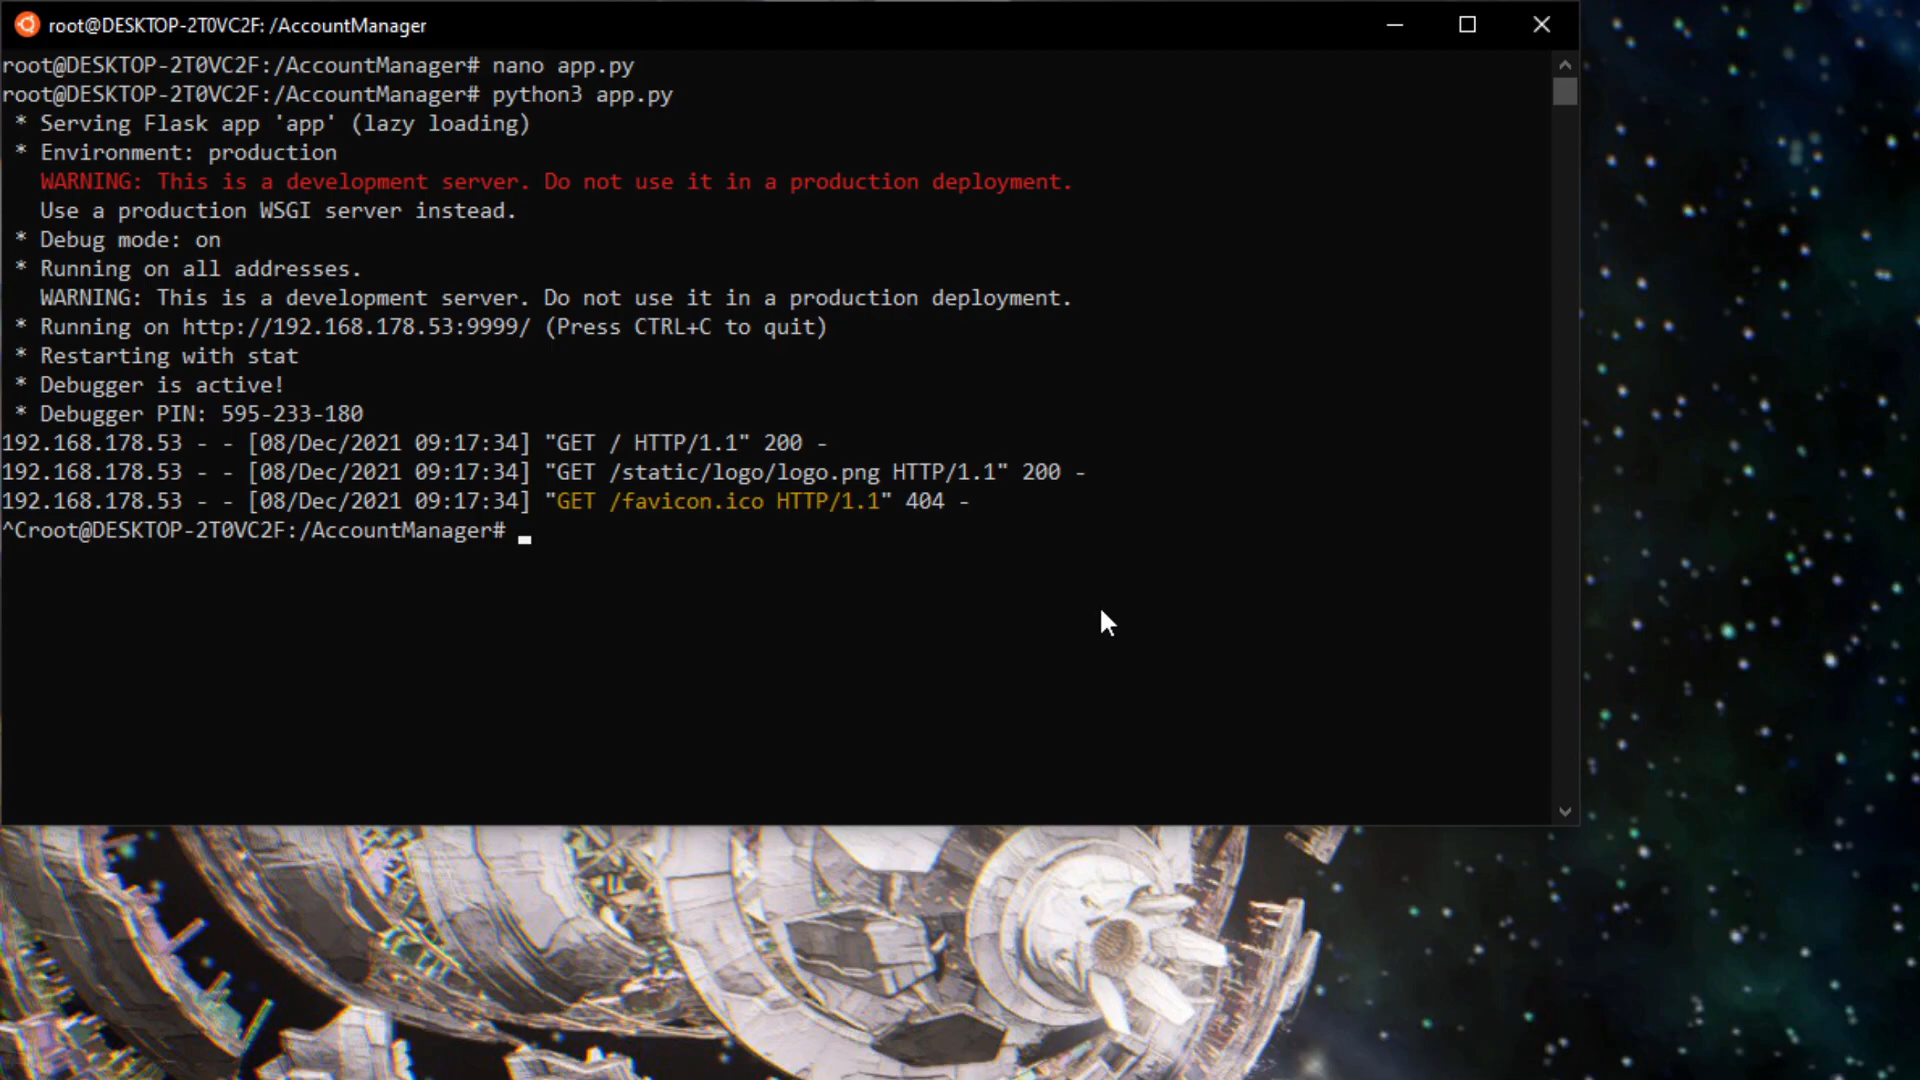 root@DESKTOP-2T0VC2F: /AccountManager
root@DESKTOP-2T0VC2F:/AccountManager# nano app.py
root@DESKTOP-2T0VC2F:/AccountManager# python3 app.py
* Serving Flask app 'app' (lazy loading)
* Environment: production
WARNING: This is a development server. Do not use it in a production deployment.
Use a production WSGI server instead.
* Debug mode: on
* Running on all addresses.
WARNING: This is a development server. Do not use it in a production deployment.
* Running on http://192.168.178.53:9999/ (Press CTRL+C to quit)
* Restarting with stat
* Debugger is active!
* Debugger PIN: 595-233-180
192.168.178.53 - - [08/Dec/2021 09:17:34] "GET / HTTP/1.1" 200 -
192.168.178.53 - - [08/Dec/2021 09:17:34] "GET /static/logo/logo.png HTTP/1.1" 200 -
192.168.178.53 - - [08/Dec/2021 09:17:34] "GET /favicon.ico HTTP/1.1" 404 -
^Croot@DESKTOP-2T0VC2F:/AccountManager#